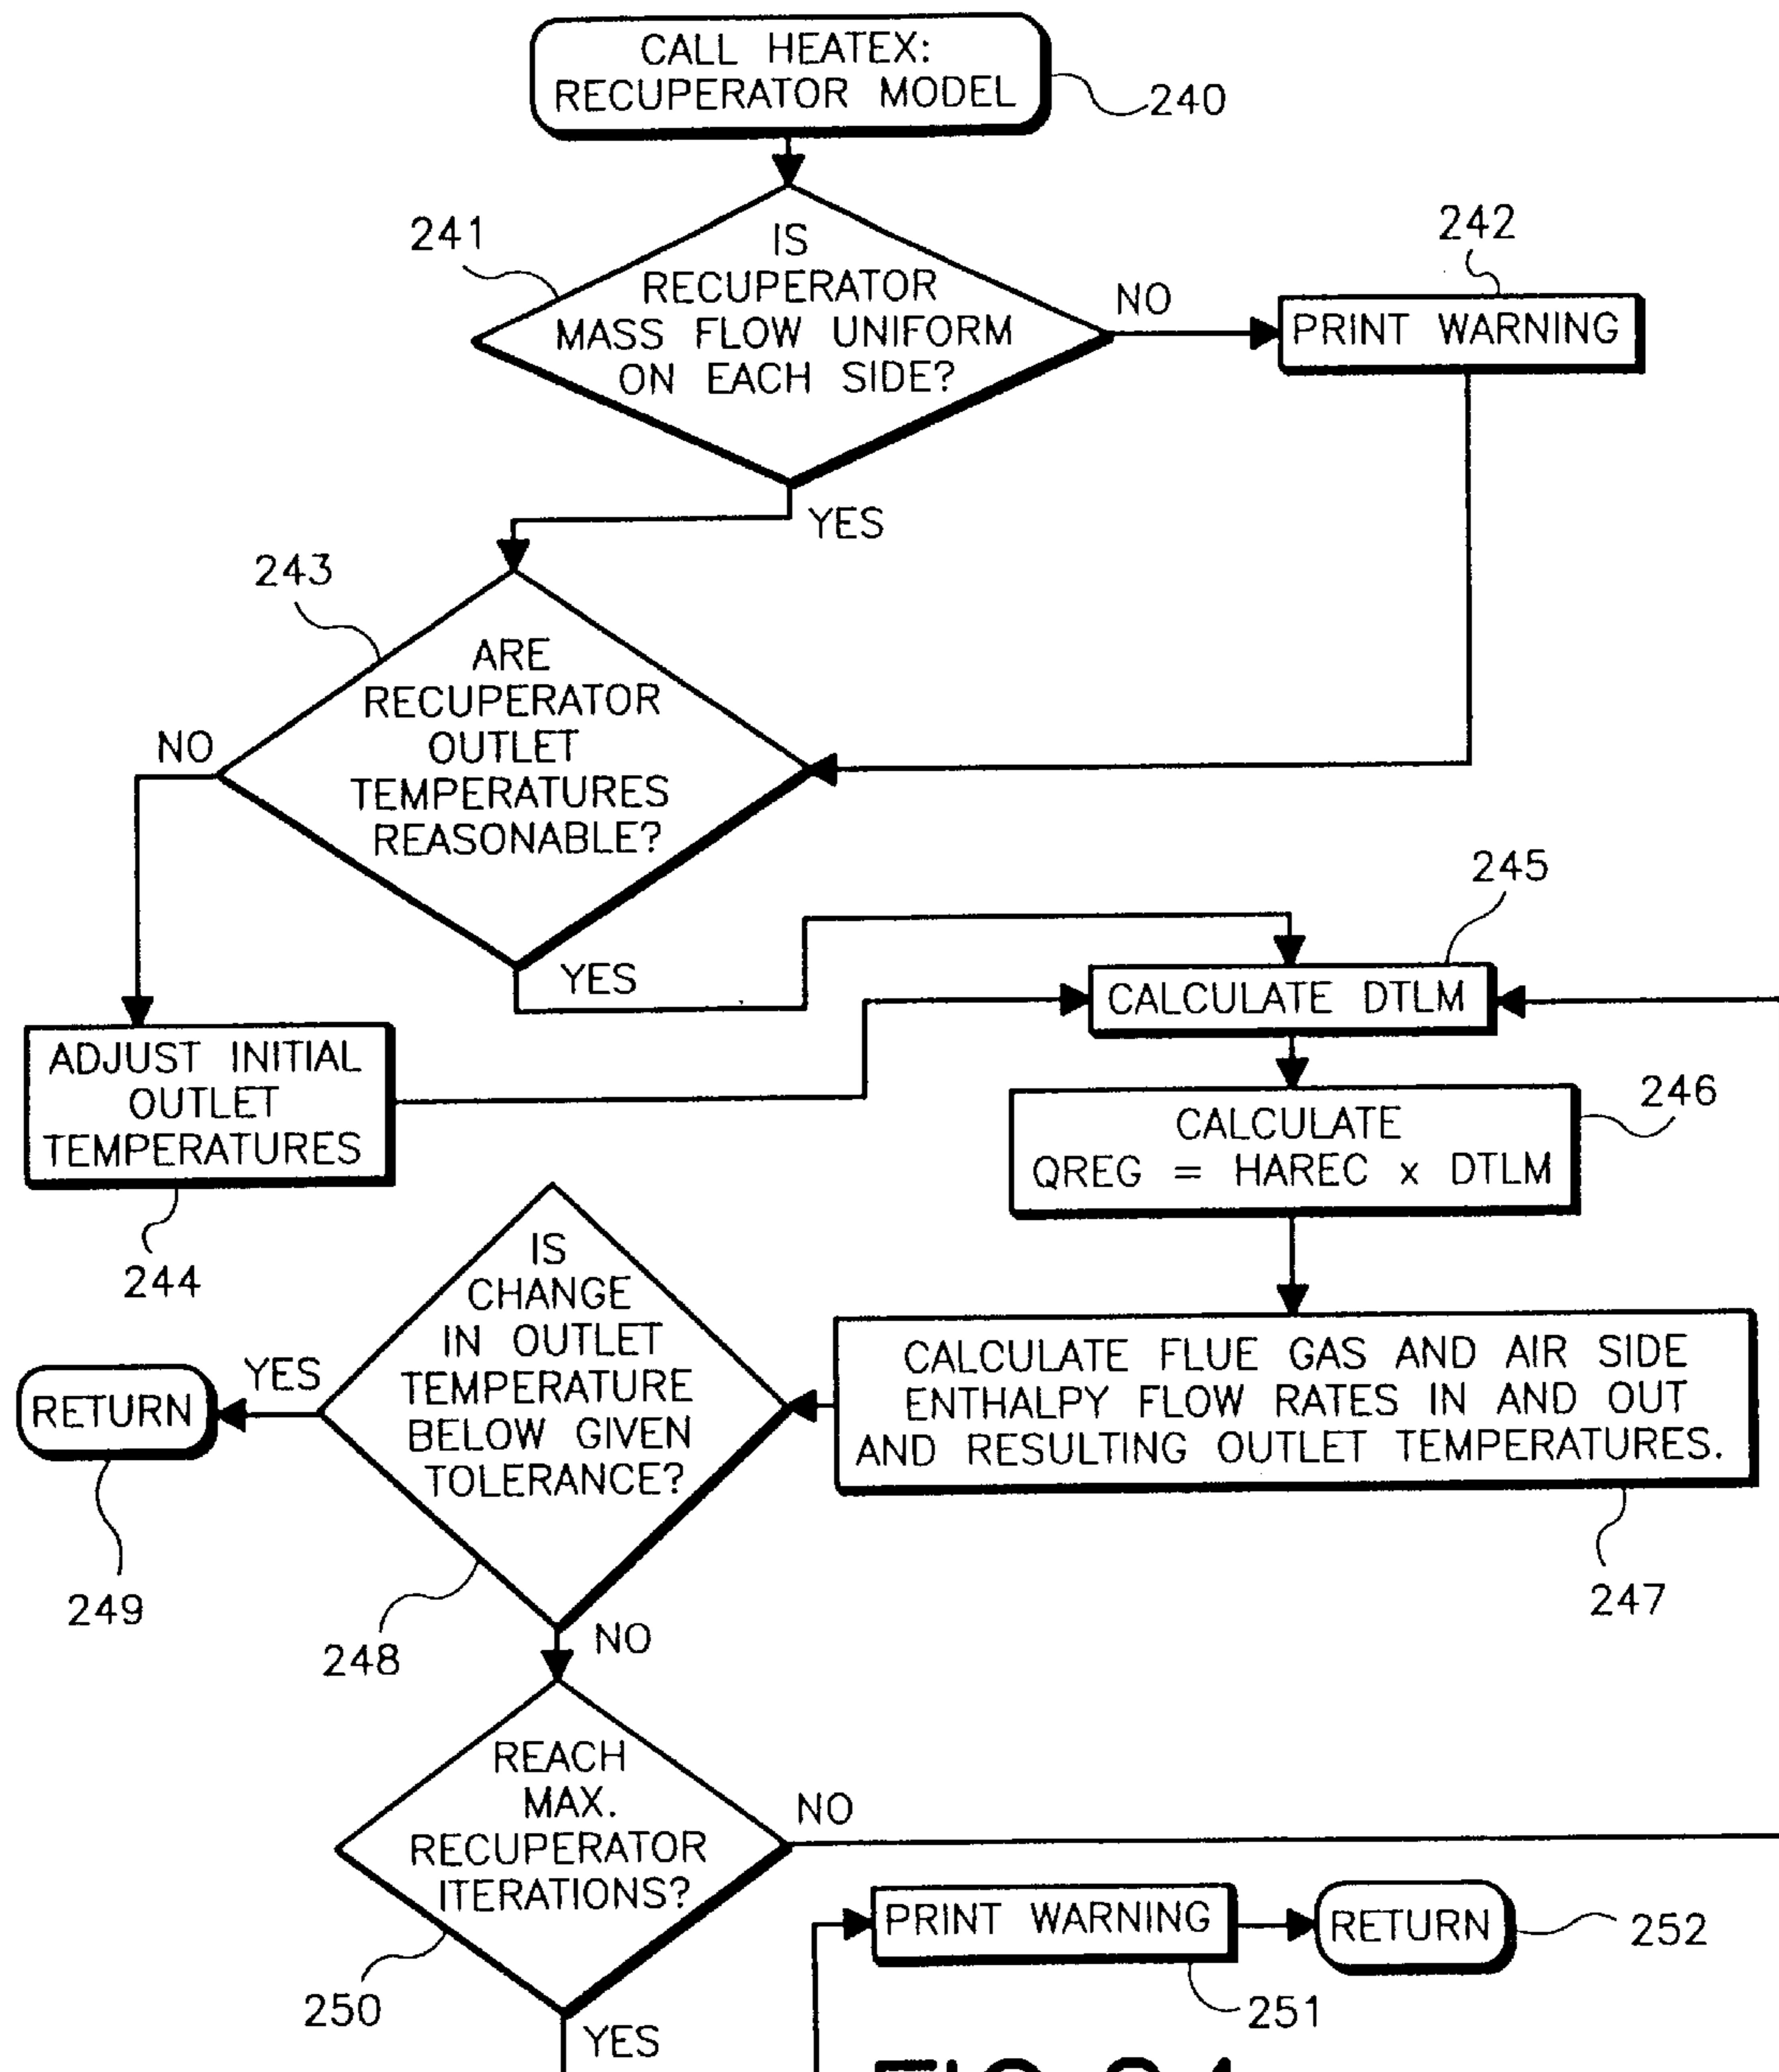 CALL HEATEX:
RECUPERATOR MODEL
240
241
IS
RECUPERATOR
MASS FLOW UNIFORM
ON EACH SIDE?
NO
242
PRINT WARNING
YES
243
ARE
RECUPERATOR
OUTLET
TEMPERATURES
REASONABLE?
NO
YES
245
CALCULATE DTLM
ADJUST INITIAL
OUTLET
TEMPERATURES
244
246
CALCULATE
QREG = HAREC x DTLM
IS
CHANGE
IN OUTLET
TEMPERATURE
BELOW GIVEN
TOLERANCE?
YES
RETURN
249
248
NO
CALCULATE FLUE GAS AND AIR SIDE
ENTHALPY FLOW RATES IN AND OUT
AND RESULTING OUTLET TEMPERATURES.
247
REACH
MAX.
RECUPERATOR
ITERATIONS?
NO
250
YES
PRINT WARNING
251
RETURN
252